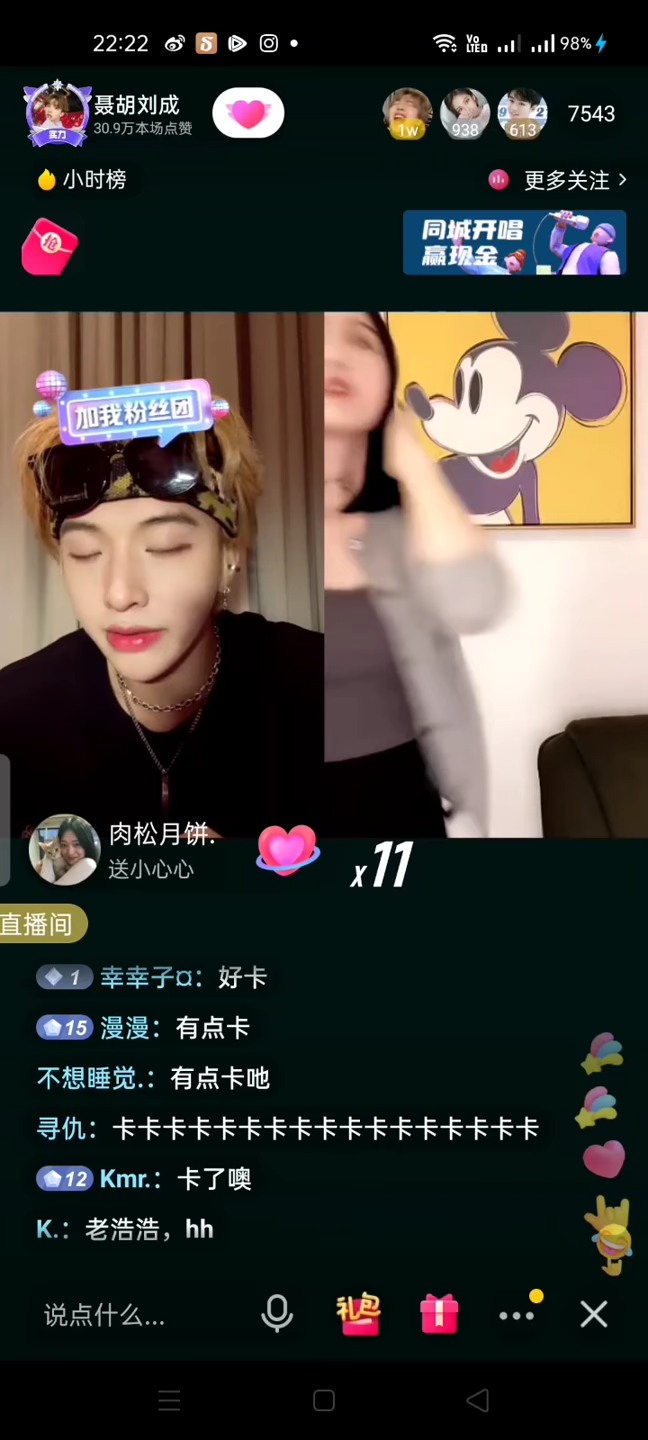 22:22
Vo LTED
98%
聂胡刘成
30.9万本场点赞
1w
938
613
7543
小时榜
更多关注
抢
同城开唱
赢现金
加我粉丝团
肉松月饼.
送小心心
x11
直播间
1 幸幸子¤：好卡
15 漫漫：有点卡
不想睡觉.：有点卡吔
寻仇：卡卡卡卡卡卡卡卡卡卡卡卡卡卡卡卡卡
12 Kmr.：卡了噢
K.：老浩浩，hh
说点什么...
礼包